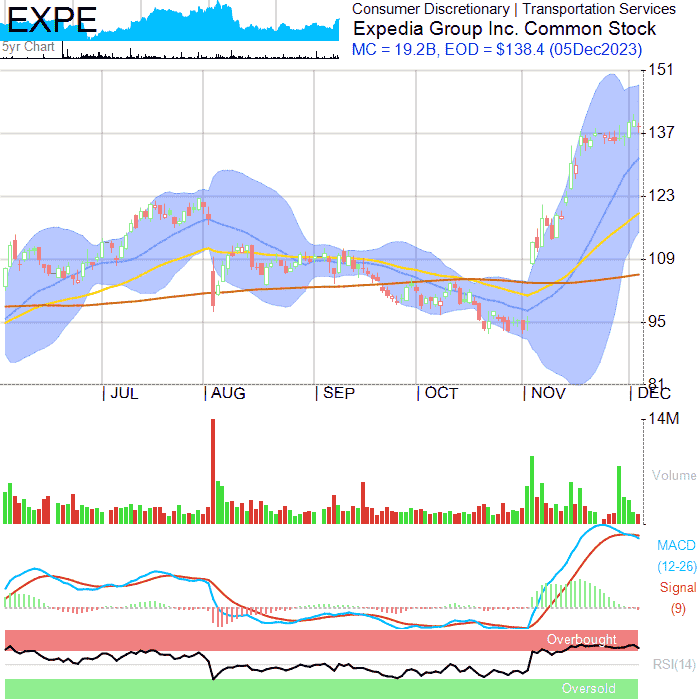 EXPE
5yr Chart
Consumer Discretionary | Transportation Services
Expedia Group Inc. Common Stock
MC = 19.2B, EOD = $138.4 (05Dec2023)
151
137
123
109
95
81
JUL AUG SEP OCT NOV DEC
14M
Volume
MACD
(12-26)
Signal
(9)
Overbought
RSI(14)
Oversold